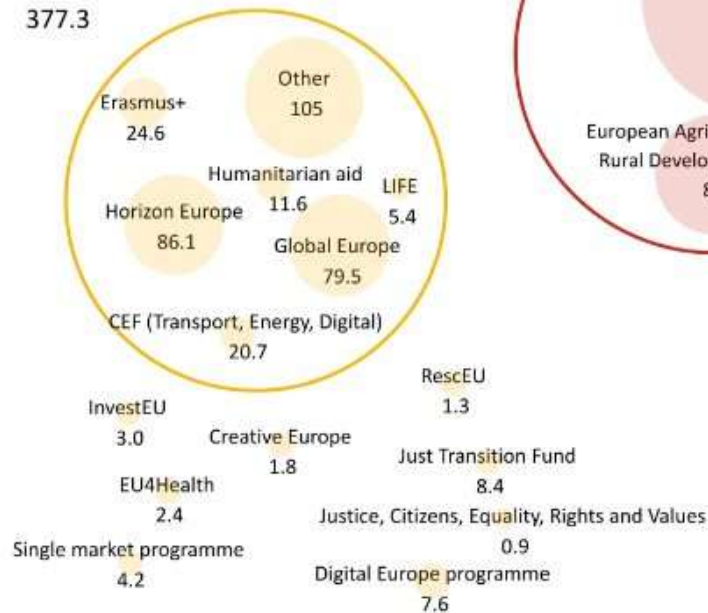 377.3
Other
105
Erasmus+
24.6
Humanitarian aid
11.6
LIFE
5.4
Horizon Europe
86.1
Global Europe
79.5
CEF (Transport, Energy, Digital)
20.7
European Agri
Rural Develo
8
RescEU
1.3
InvestEU
3.0
Creative Europe
1.8
Just Transition Fund
8.4
EU4Health
2.4
Justice, Citizens, Equality, Rights and Values
0.9
Single market programme
4.2
Digital Europe programme
7.6